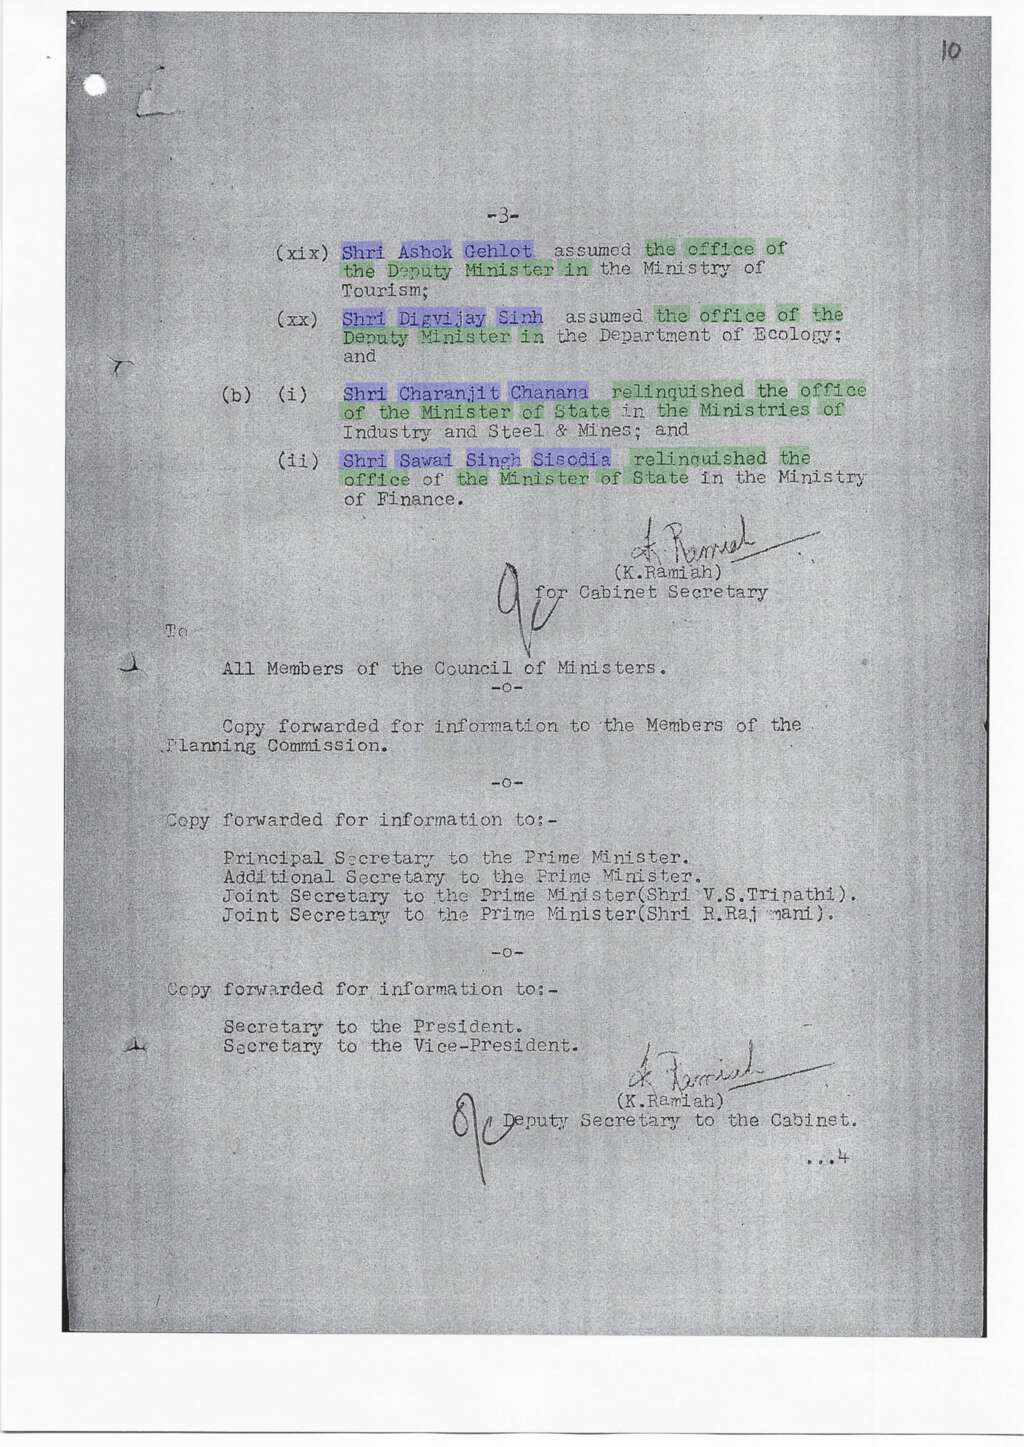 10
-3-
(xix) Shri Ashok Gehlot assumed the office of
the Deputy Minister in the Ministry of
Tourism;
(xx) Shri Digvijay Sinh assumed the office of the
Deputy Minister in the Department of Ecology;
and
(b) (i) Shri Charanjit Chanana relinquished the office
of the Minister of State in the Ministries of
Industry and Steel & Mines; and
(ii) Shri Sawai Singh Sisodia relinquished the
office of the Minister of State in the Ministry
of Finance.
K. Ramiah
(K.Ramiah)
for Cabinet Secretary
To
All Members of the Council of Ministers.
-o-
Copy forwarded for information to the Members of the
Planning Commission.
-o-
Copy forwarded for information to:-
Principal Secretary to the Prime Minister.
Additional Secretary to the Prime Minister.
Joint Secretary to the Prime Minister(Shri V.S.Tripathi).
Joint Secretary to the Prime Minister(Shri R.Raj mani).
-o-
Copy forwarded for information to:-
Secretary to the President.
Secretary to the Vice-President.
K. Ramiah
(K.Ramiah)
Deputy Secretary to the Cabinet.
...4